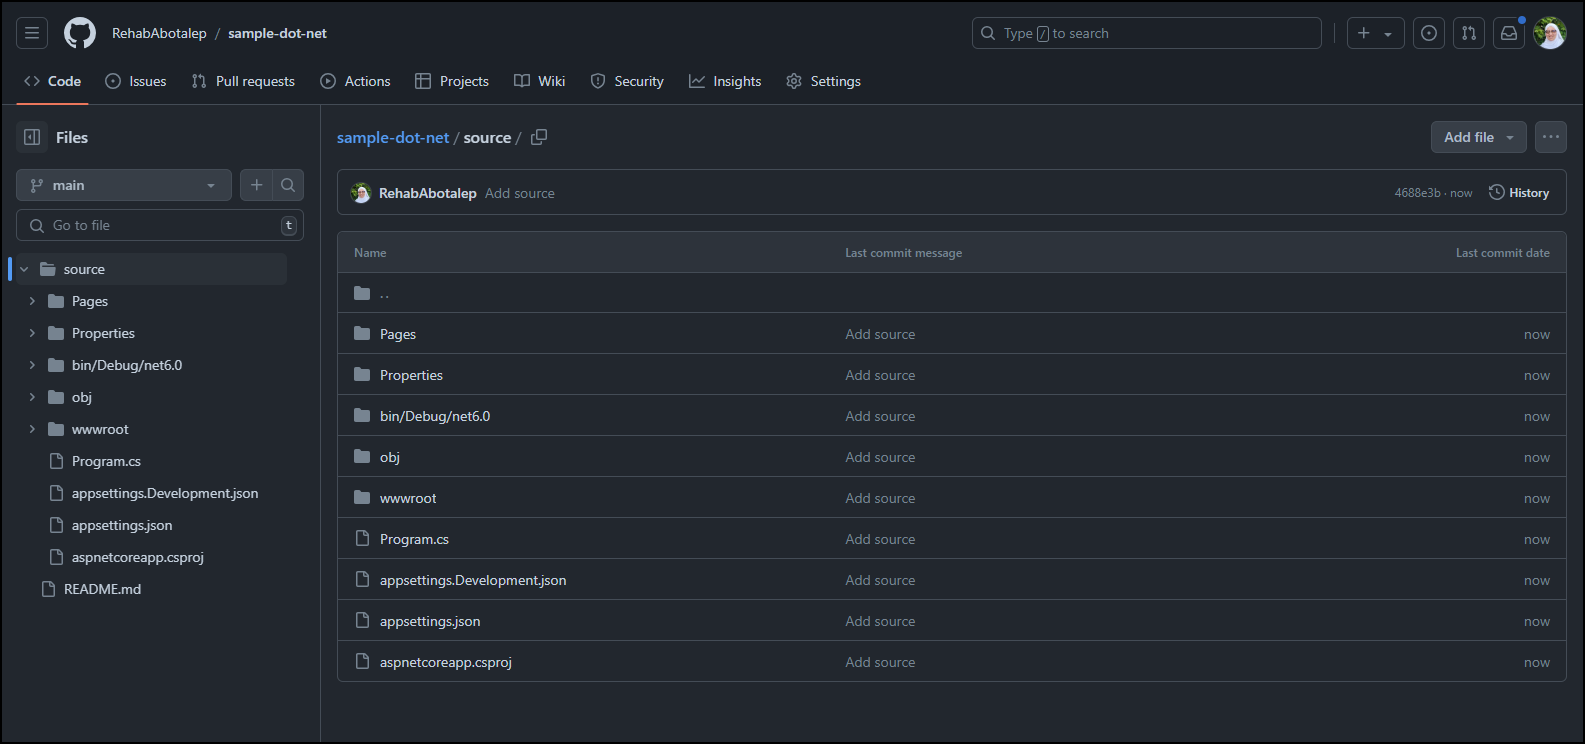 RehabAbotalep / sample-dot-net
Type / to search
Code Issues Pull requests Actions Projects Wiki Security Insights Settings
Files
main
Go to file t
source
Pages
Properties
bin/Debug/net6.0
obj
wwwroot
Program.cs
appsettings.Development.json
appsettings.json
aspnetcoreapp.csproj
README.md
sample-dot-net / source /
Add file
RehabAbotalep Add source 4688e3b · now History
Name Last commit message Last commit date
..
Pages Add source now
Properties Add source now
bin/Debug/net6.0 Add source now
obj Add source now
wwwroot Add source now
Program.cs Add source now
appsettings.Development.json Add source now
appsettings.json Add source now
aspnetcoreapp.csproj Add source now